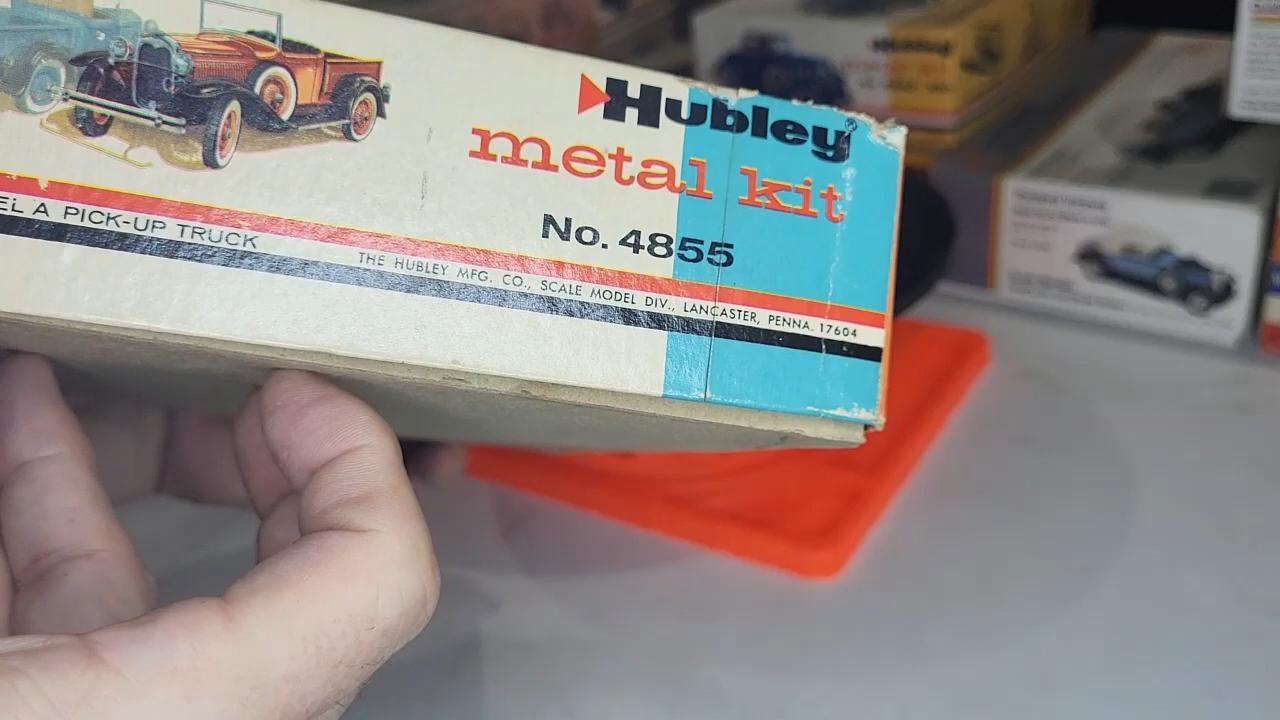 Hubley®
metal kit
No. 4855
EL A PICK-UP TRUCK
THE HUBLEY MFG. CO., SCALE MODEL DIV., LANCASTER, PENNA. 17604
Hubley